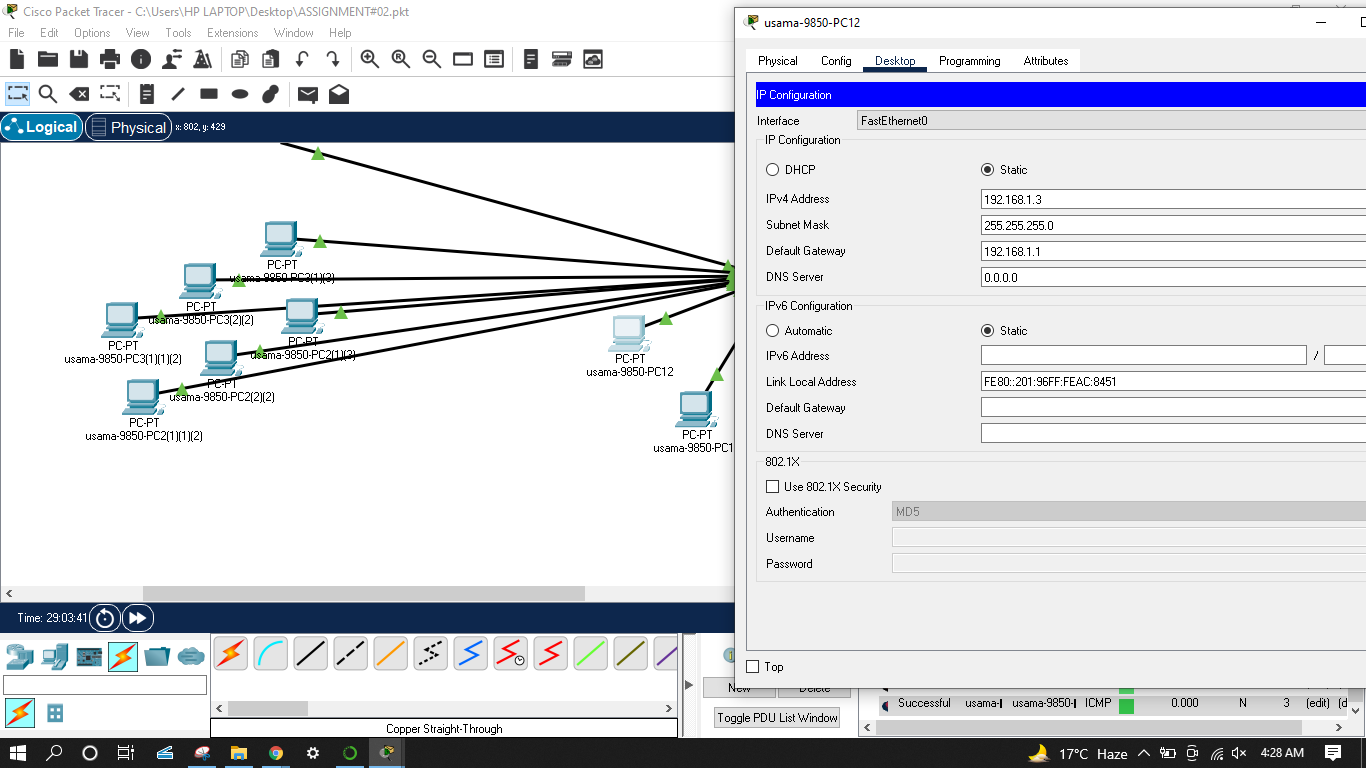 Cisco Packet Tracer - C:\Users\HP LAPTOP\Desktop\ASSIGNMENT#02.pkt
File Edit Options View Tools Extensions Window Help
Logical Physical x: 802, y: 429
PC-PT
usama-9850-PC3(1)(3)
PC-PT
usama-9850-PC3(2)(2)
PC-PT
usama-9850-PC3(1)(1)(2)
PC-PT
usama-9850-PC2(1)(3)
PC-PT
usama-9850-PC2(2)(2)
PC-PT
usama-9850-PC2(1)(1)(2)
PC-PT
usama-9850-PC12
PC-PT
usama-9850-PC1
Time: 29:03:41
Copper Straight-Through
New Delete
Toggle PDU List Window
Successful usama-I usama-9850-I ICMP 0.000 N 3 (edit) (d
usama-9850-PC12
Physical Config Desktop Programming Attributes
IP Configuration
Interface FastEthernet0
IP Configuration
DHCP Static
IPv4 Address 192.168.1.3
Subnet Mask 255.255.255.0
Default Gateway 192.168.1.1
DNS Server 0.0.0.0
IPv6 Configuration
Automatic Static
IPv6 Address /
Link Local Address FE80::201:96FF:FEAC:8451
Default Gateway
DNS Server
802.1X
Use 802.1X Security
Authentication MD5
Username
Password
Top
17°C Haze 4:28 AM